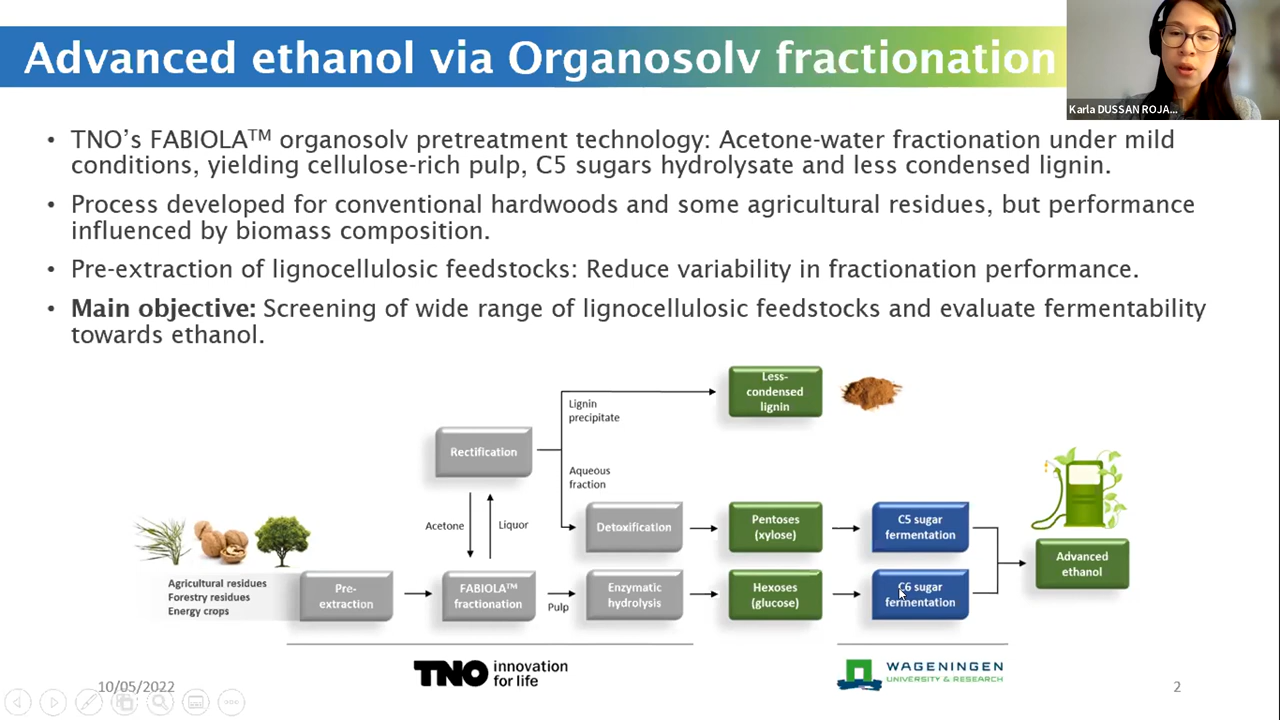 Advanced ethanol via Organosolv fractionation
Karla DUSSAN ROJA...
• TNO's FABIOLA™ organosolv pretreatment technology: Acetone-water fractionation under mild
conditions, yielding cellulose-rich pulp, C5 sugars hydrolysate and less condensed lignin.
• Process developed for conventional hardwoods and some agricultural residues, but performance
influenced by biomass composition.
• Pre-extraction of lignocellulosic feedstocks: Reduce variability in fractionation performance.
• Main objective: Screening of wide range of lignocellulosic feedstocks and evaluate fermentability
towards ethanol.
Less-
condensed
lignin
Lignin
precipitate
Rectification
Aqueous
fraction
Acetone
Liquor
Detoxification
Pentoses
(xylose)
C5 sugar
fermentation
Advanced
ethanol
Agricultural residues
Forestry residues
Energy crops
Pre-
extraction
FABIOLA™
fractionation
Pulp
Enzymatic
hydrolysis
Hexoses
(glucose)
C6 sugar
fermentation
TNO innovation
for life
WAGENINGEN
UNIVERSITY & RESEARCH
10/05/2022
2